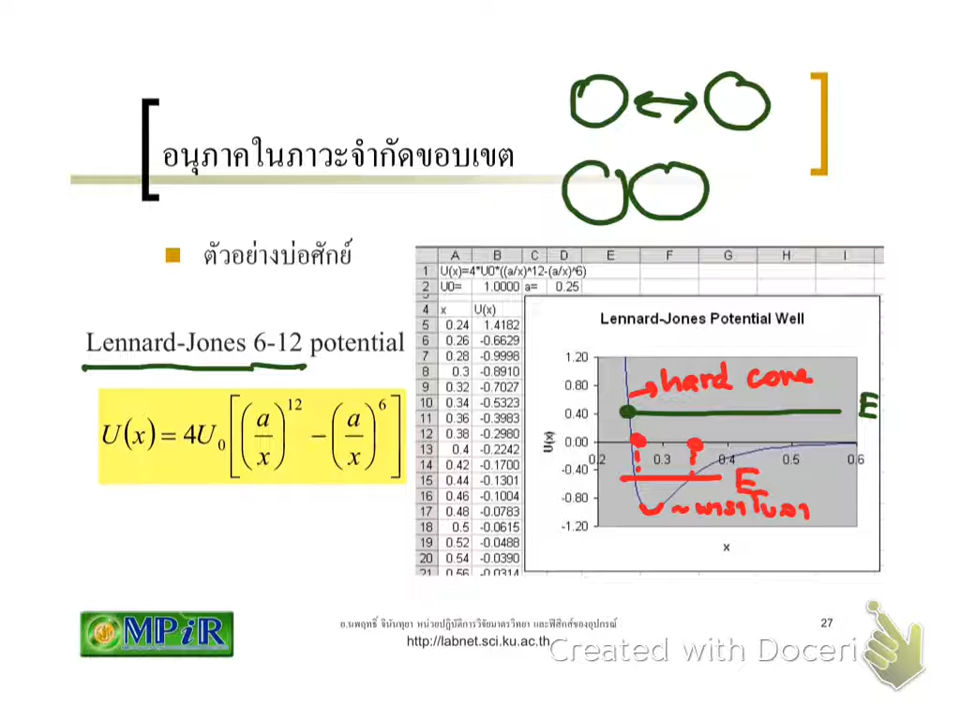 อนุภาคในภาวะจำกัดขอบเขต
ตัวอย่างบ่อศักย์
Lennard-Jones 6-12 potential
U(x) = 4U₀[(a/x)¹² − (a/x)⁶]
A B C D E F G H I
1 U(x)=4*U0*((a/x)^12-(a/x)^6)
2 U0= 1.0000 a= 0.25
3
4 x U(x)
5 0.24 1.4182
6 0.26 -0.6629
7 0.28 -0.9998
8 0.3 -0.8910
9 0.32 -0.7027
10 0.34 -0.5323
11 0.36 -0.3983
12 0.38 -0.2980
13 0.4 -0.2242
14 0.42 -0.1700
15 0.44 -0.1301
16 0.46 -0.1004
17 0.48 -0.0783
18 0.5 -0.0615
19 0.52 -0.0488
20 0.54 -0.0390
21 0.56 -0.0314
Lennard-Jones Potential Well
1.20
0.80
0.40
0.00
-0.40
-0.80
-1.20
U(x)
0.2 0.3 0.4 0.5 0.6
x
hard core
E
E
~ พาราโบลา
MPiR
อ.นพฤทธิ์ จินันทุยา หน่วยปฏิบัติการวิจัยมาตรวิทยา และฟิสิกส์ของอุปกรณ์
http://labnet.sci.ku.ac.th
27
Created with Doceri